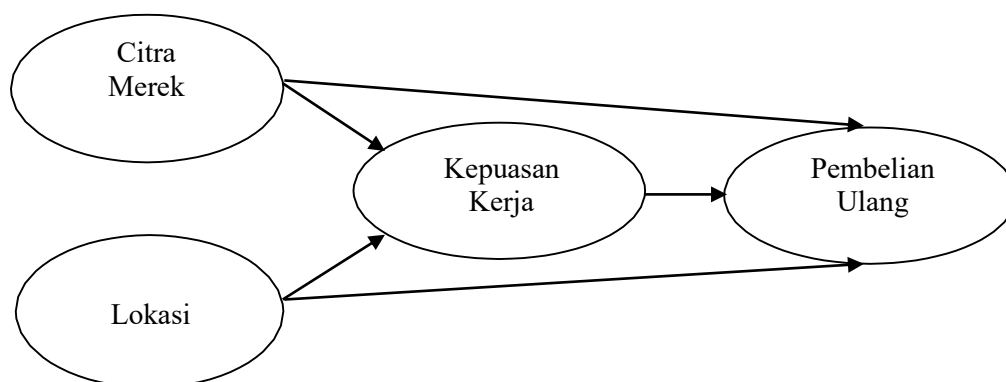 Citra
Merek
Kepuasan
Kerja
Pembelian
Ulang
Lokasi